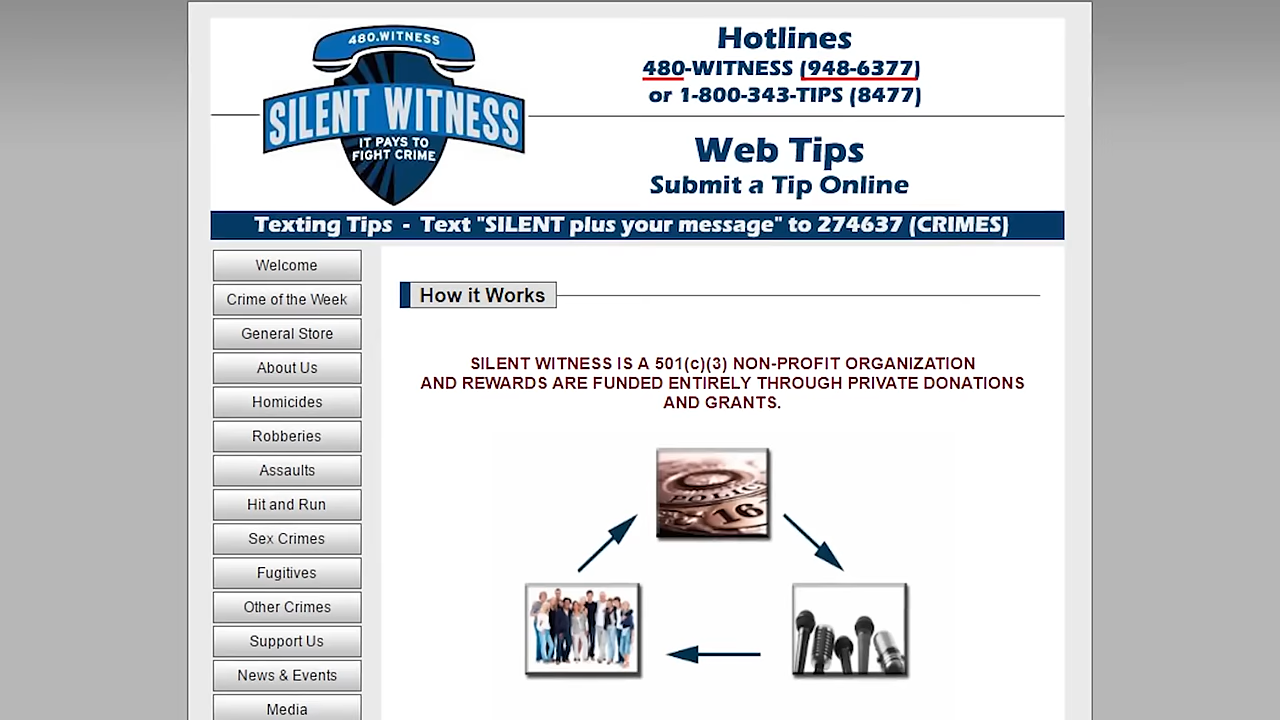 480.WITNESS
SILENT WITNESS
IT PAYS TO
FIGHT CRIME
Hotlines
480-WITNESS (948-6377)
or 1-800-343-TIPS (8477)
Web Tips
Submit a Tip Online
Texting Tips - Text "SILENT plus your message" to 274637 (CRIMES)
Welcome
Crime of the Week
General Store
About Us
Homicides
Robberies
Assaults
Hit and Run
Sex Crimes
Fugitives
Other Crimes
Support Us
News & Events
Media
How it Works
SILENT WITNESS IS A 501(c)(3) NON-PROFIT ORGANIZATION
AND REWARDS ARE FUNDED ENTIRELY THROUGH PRIVATE DONATIONS
AND GRANTS.
POLICE
16